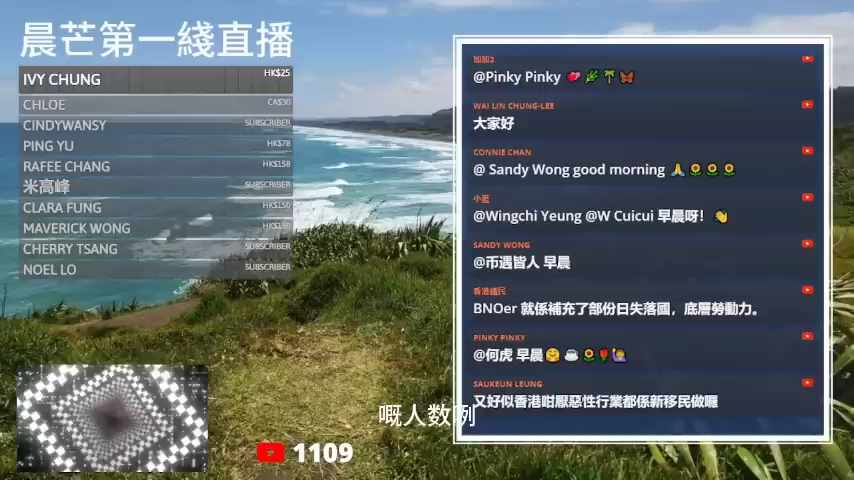 晨芒第一綫直播
IVY CHUNG HK$25
CHLOE CA$30
CINDYWANSY SUBSCRIBER
PING YU HK$78
RAFEE CHANG HK$158
米高峰 SUBSCRIBER
CLARA FUNG HK$150
MAVERICK WONG
CHERRY TSANG SUBSCRIBER
NOEL LO SUBSCRIBER
加加2
@Pinky Pinky 💘🌿🌴🦋
WAI LIN CHUNG-LEE
大家好
CONNIE CHAN
@ Sandy Wong good morning 🙏🌻🌻🌻
小藍
@Wingchi Yeung @W Cuicui 早晨呀！ 👏
SANDY WONG
@币遇皆人 早晨
香港國民
BNOer 就係補充了部份日失落國，底層勞動力。
PINKY PINKY
@何虎 早晨🤗☕🌻🌹🙋
SAUKEUN LEUNG
又好似香港咁厭惡性行業都係新移民做囉
嘅人数咧
1109